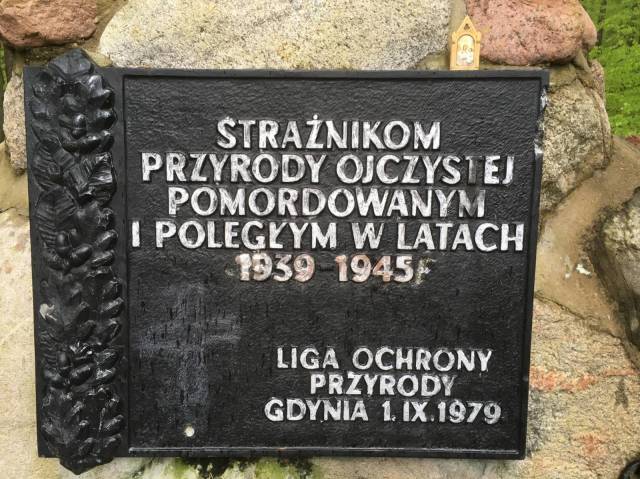 STRAŻNIKOM
PRZYRODY OJCZYSTEJ
POMORDOWANYM
I POLEGŁYM W LATACH
1939-1945
LIGA OCHRONY
PRZYRODY
GDYNIA 1.IX.1979